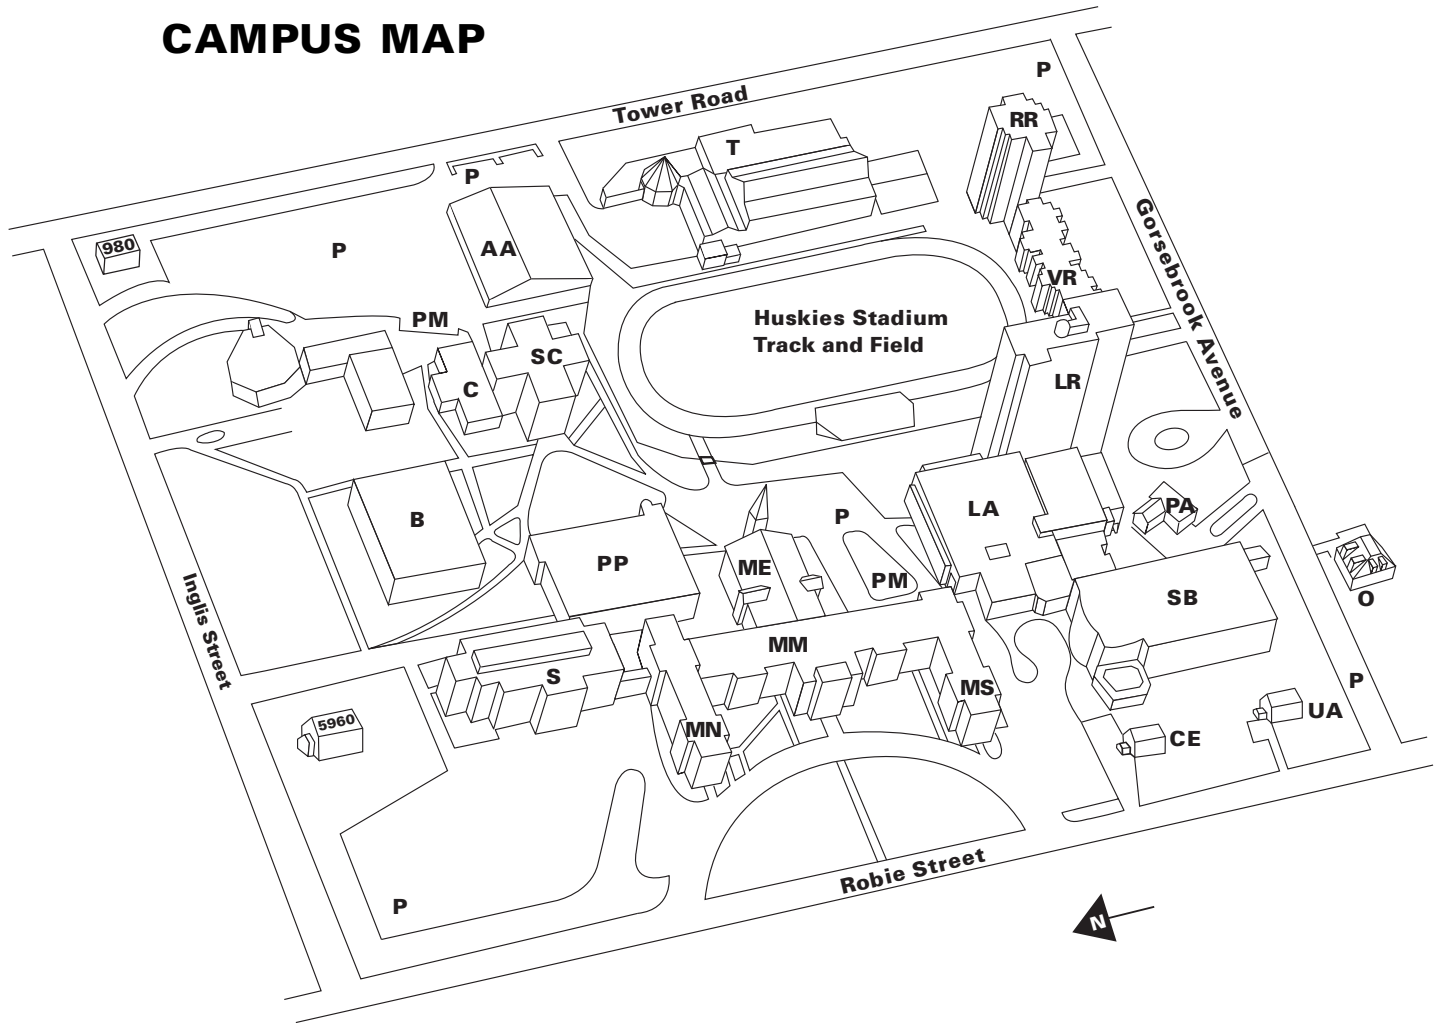 CAMPUS MAP
Tower Road
P
RR
T
P
980
P
AA
Gorsebrook Avenue
VR
PM
Huskies Stadium
Track and Field
SC
C
LR
B
P
LA
PA
PP
ME
PM
SB
O
Inglis Street
S
MM
MS
P
5960
MN
UA
CE
P
Robie Street
N